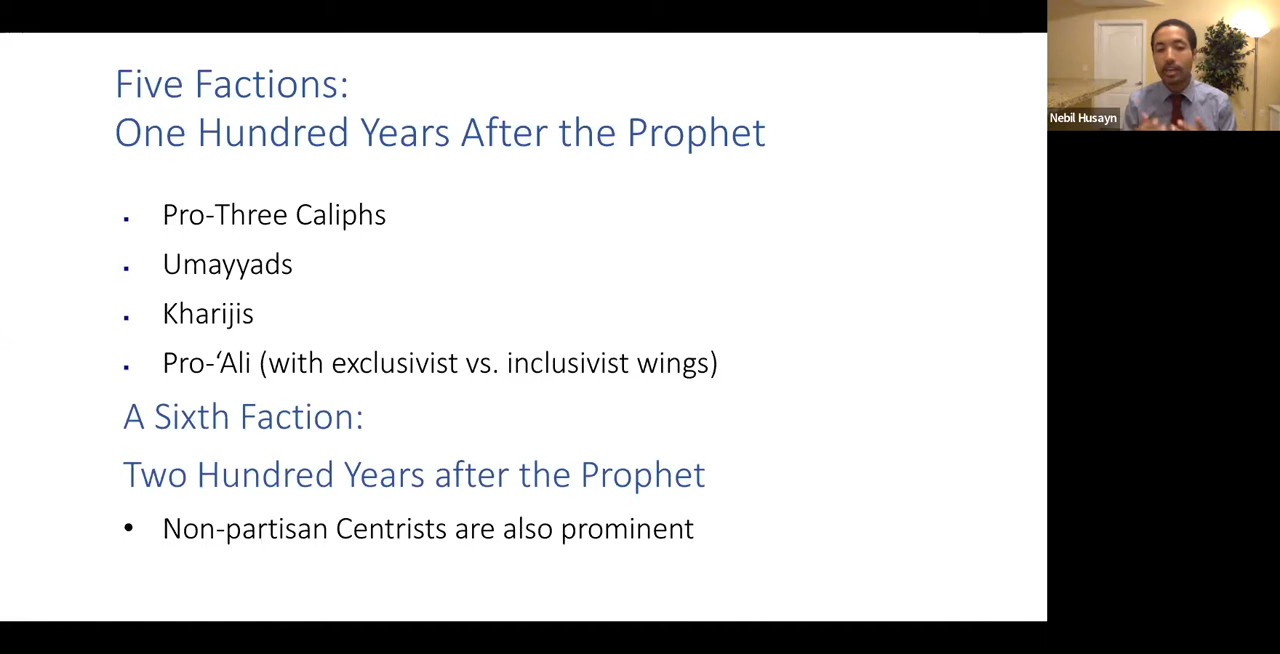 Five Factions:
One Hundred Years After the Prophet
▪ Pro-Three Caliphs
▪ Umayyads
▪ Kharijis
▪ Pro-‘Ali (with exclusivist vs. inclusivist wings)
A Sixth Faction:
Two Hundred Years after the Prophet
• Non-partisan Centrists are also prominent
Nebil Husayn